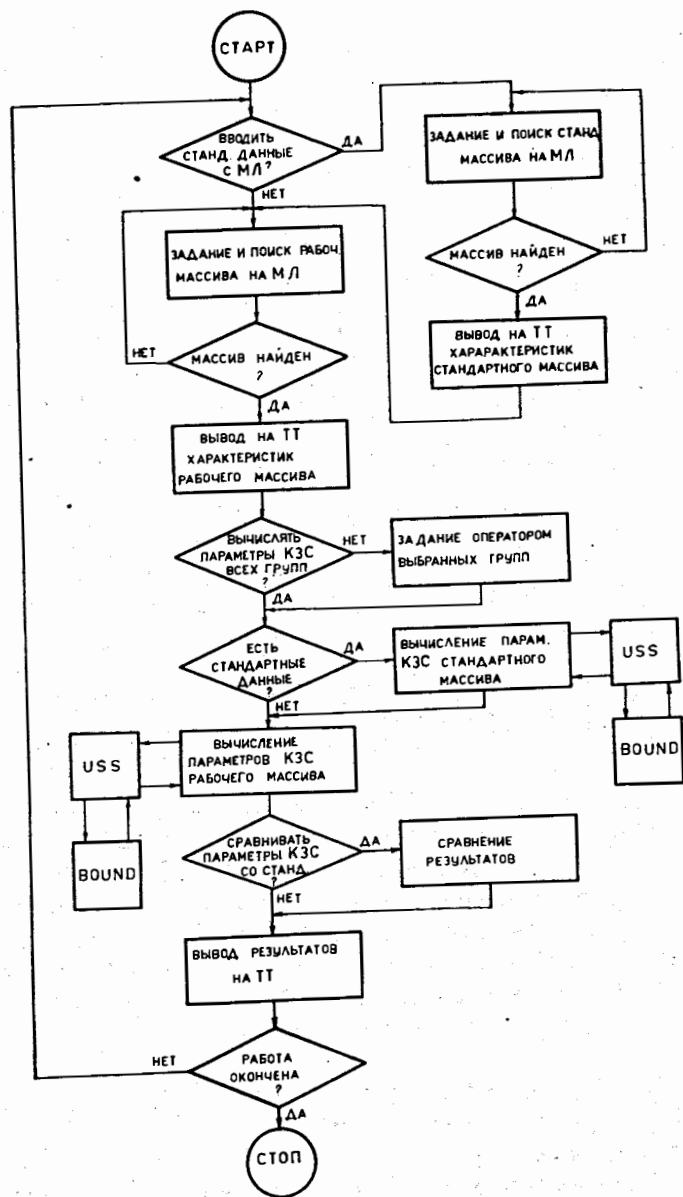 СТАРТ
ВВОДИТЬ
СТАНД. ДАННЫЕ
С МЛ?
ДА
НЕТ
ЗАДАНИЕ И ПОИСК СТАНД.
МАССИВА НА МЛ
МАССИВ НАЙДЕН
?
НЕТ
ДА
ВЫВОД НА ТТ
ХАРАРАКТЕРИСТИК
СТАНДАРТНОГО МАССИВА
ЗАДАНИЕ И ПОИСК РАБОЧ.
МАССИВА НА МЛ
НЕТ
МАССИВ НАЙДЕН
?
ДА
ВЫВОД НА ТТ
ХАРАКТЕРИСТИК
РАБОЧЕГО МАССИВА
ВЫЧИСЛЯТЬ
ПАРАМЕТРЫ КЗС
ВСЕХ ГРУПП
?
НЕТ
ДА
ЗАДАНИЕ ОПЕРАТОРОМ
ВЫБРАННЫХ ГРУПП
ЕСТЬ
СТАНДАРТНЫЕ
ДАННЫЕ
?
ДА
НЕТ
ВЫЧИСЛЕНИЕ ПАРАМ.
КЗС СТАНДАРТНОГО
МАССИВА
USS
BOUND
ВЫЧИСЛЕНИЕ
ПАРАМЕТРОВ КЗС
РАБОЧЕГО МАССИВА
USS
BOUND
СРАВНИВАТЬ
ПАРАМЕТРЫ КЗС
СО СТАНД.
?
ДА
НЕТ
СРАВНЕНИЕ
РЕЗУЛЬТАТОВ
ВЫВОД РЕЗУЛЬТАТОВ
НА ТТ
РАБОТА
ОКОНЧЕНА
?
НЕТ
ДА
СТОП